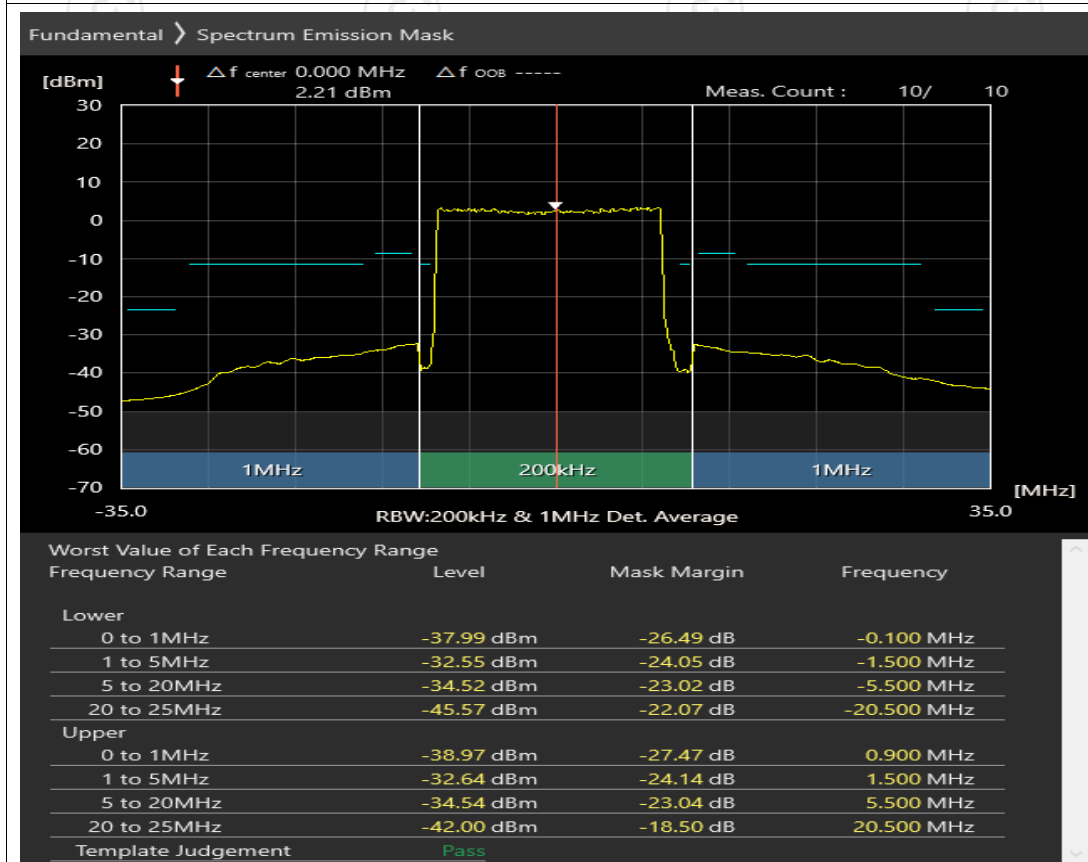 Fundamental ❯ Spectrum Emission Mask
[dBm] △f center 0.000 MHz △f OOB -----
2.21 dBm Meas. Count : 10/ 10
30
20
10
0
-10
-20
-30
-40
-50
-60
-70
1MHz 200kHz 1MHz
[MHz]
-35.0 RBW:200kHz & 1MHz Det. Average 35.0
Worst Value of Each Frequency Range
Frequency Range Level Mask Margin Frequency
Lower
0 to 1MHz -37.99 dBm -26.49 dB -0.100 MHz
1 to 5MHz -32.55 dBm -24.05 dB -1.500 MHz
5 to 20MHz -34.52 dBm -23.02 dB -5.500 MHz
20 to 25MHz -45.57 dBm -22.07 dB -20.500 MHz
Upper
0 to 1MHz -38.97 dBm -27.47 dB 0.900 MHz
1 to 5MHz -32.64 dBm -24.14 dB 1.500 MHz
5 to 20MHz -34.54 dBm -23.04 dB 5.500 MHz
20 to 25MHz -42.00 dBm -18.50 dB 20.500 MHz
Template Judgement Pass